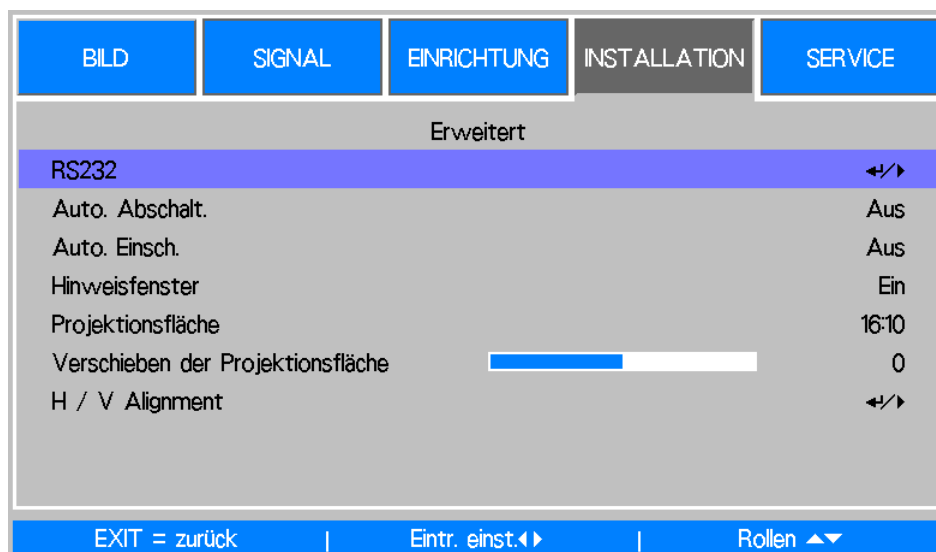 BILD SIGNAL EINRICHTUNG INSTALLATION SERVICE
Erweitert
RS232 ↵/▶
Auto. Abschalt. Aus
Auto. Einsch. Aus
Hinweisfenster Ein
Projektionsfläche 16:10
Verschieben der Projektionsfläche 0
H / V Alignment ↵/▶
EXIT = zurück | Eintr. einst.◀▶ | Rollen ▲▼